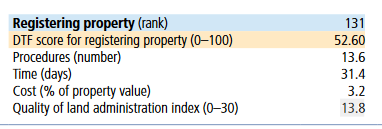 Registering property (rank) 131
DTF score for registering property (0–100) 52.60
Procedures (number) 13.6
Time (days) 31.4
Cost (% of property value) 3.2
Quality of land administration index (0–30) 13.8